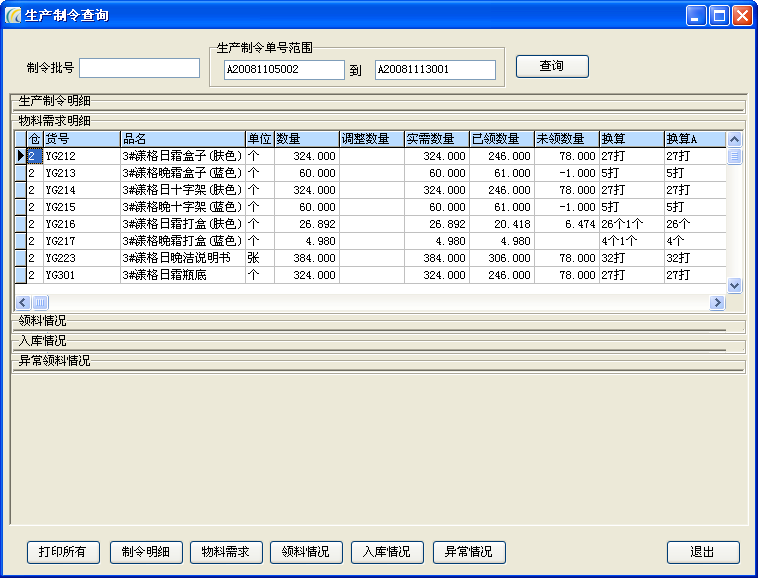 生产制令查询
生产制令单号范围
制令批号 A20081105002 到 A20081113001 查询
生产制令明细
物料需求明细
仓 货号 品名 单位 数量 调整数量 实需数量 已领数量 未领数量 换算 换算A
2 YG212 3#漾格日霜盒子(肤色) 个 324.000 324.000 246.000 78.000 27打 27打
2 YG213 3#漾格晚霜盒子(蓝色) 个 60.000 60.000 61.000 -1.000 5打 5打
2 YG214 3#漾格日十字架(肤色) 个 324.000 324.000 246.000 78.000 27打 27打
2 YG215 3#漾格晚十字架(蓝色) 个 60.000 60.000 61.000 -1.000 5打 5打
2 YG216 3#漾格日霜打盒(肤色) 个 26.892 26.892 20.418 6.474 26个1个 26个
2 YG217 3#漾格晚霜打盒(蓝色) 个 4.980 4.980 4.980 4个1个 4个
2 YG223 3#漾格日晚洁说明书 张 384.000 384.000 306.000 78.000 32打 32打
2 YG301 3#漾格日霜瓶底 个 324.000 324.000 246.000 78.000 27打 27打
领料情况
入库情况
异常领料情况
打印所有 制令明细 物料需求 领料情况 入库情况 异常情况 退出